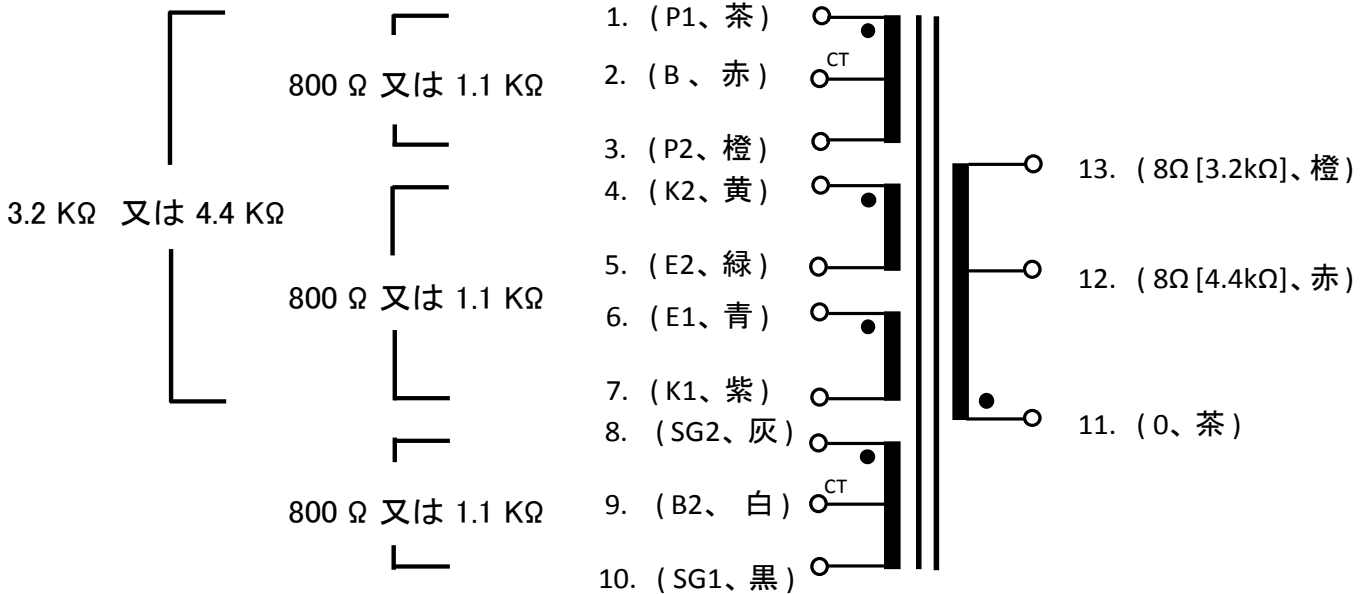 1. (P1、茶)
CT
800 Ω 又は 1.1 KΩ
2. (B 、赤)
3. (P2、橙)
13. (8Ω [3.2kΩ]、橙)
4. (K2、黄)
3.2 KΩ 又は 4.4 KΩ
5. (E2、緑)
12. (8Ω [4.4kΩ]、赤)
800 Ω 又は 1.1 KΩ
6. (E1、青)
7. (K1、紫)
11. (0、茶)
8. (SG2、灰)
CT
800 Ω 又は 1.1 KΩ
9. (B2、 白)
10. (SG1、黒)